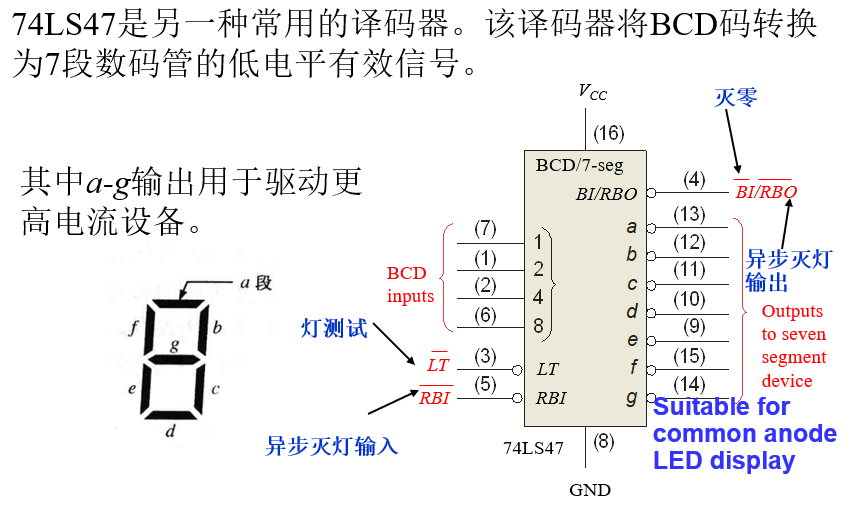 74LS47是另一种常用的译码器。该译码器将BCD码转换
为7段数码管的低电平有效信号。
其中a-g输出用于驱动更
高电流设备。
a 段
f
b
g
e
c
d
VCC
(16)
灭零
BCD/7-seg
BI/RBO
(4)
BI/RBO
异步灭灯
输出
BCD
inputs
(7)
1
(1)
2
(2)
4
(6)
8
灯测试
LT
(3)
LT
RBI
(5)
RBI
异步灭灯输入
a
(13)
b
(12)
c
(11)
d
(10)
e
(9)
f
(15)
g
(14)
Outputs
to seven
segment
device
Suitable for
common anode
LED display
74LS47
(8)
GND